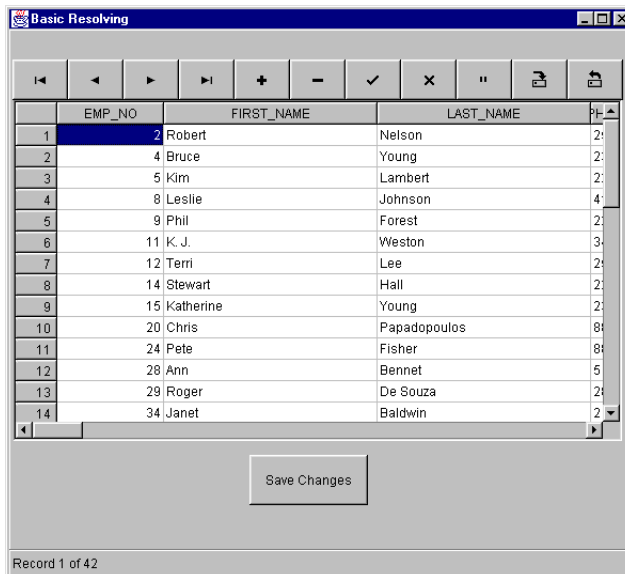 Basic Resolving
EMP_NO FIRST_NAME LAST_NAME PH
1 2 Robert Nelson
2 4 Bruce Young
3 5 Kim Lambert
4 8 Leslie Johnson
5 9 Phil Forest
6 11 K. J. Weston
7 12 Terri Lee
8 14 Stewart Hall
9 15 Katherine Young
10 20 Chris Papadopoulos
11 24 Pete Fisher
12 28 Ann Bennet
13 29 Roger De Souza
14 34 Janet Baldwin
Save Changes
Record 1 of 42